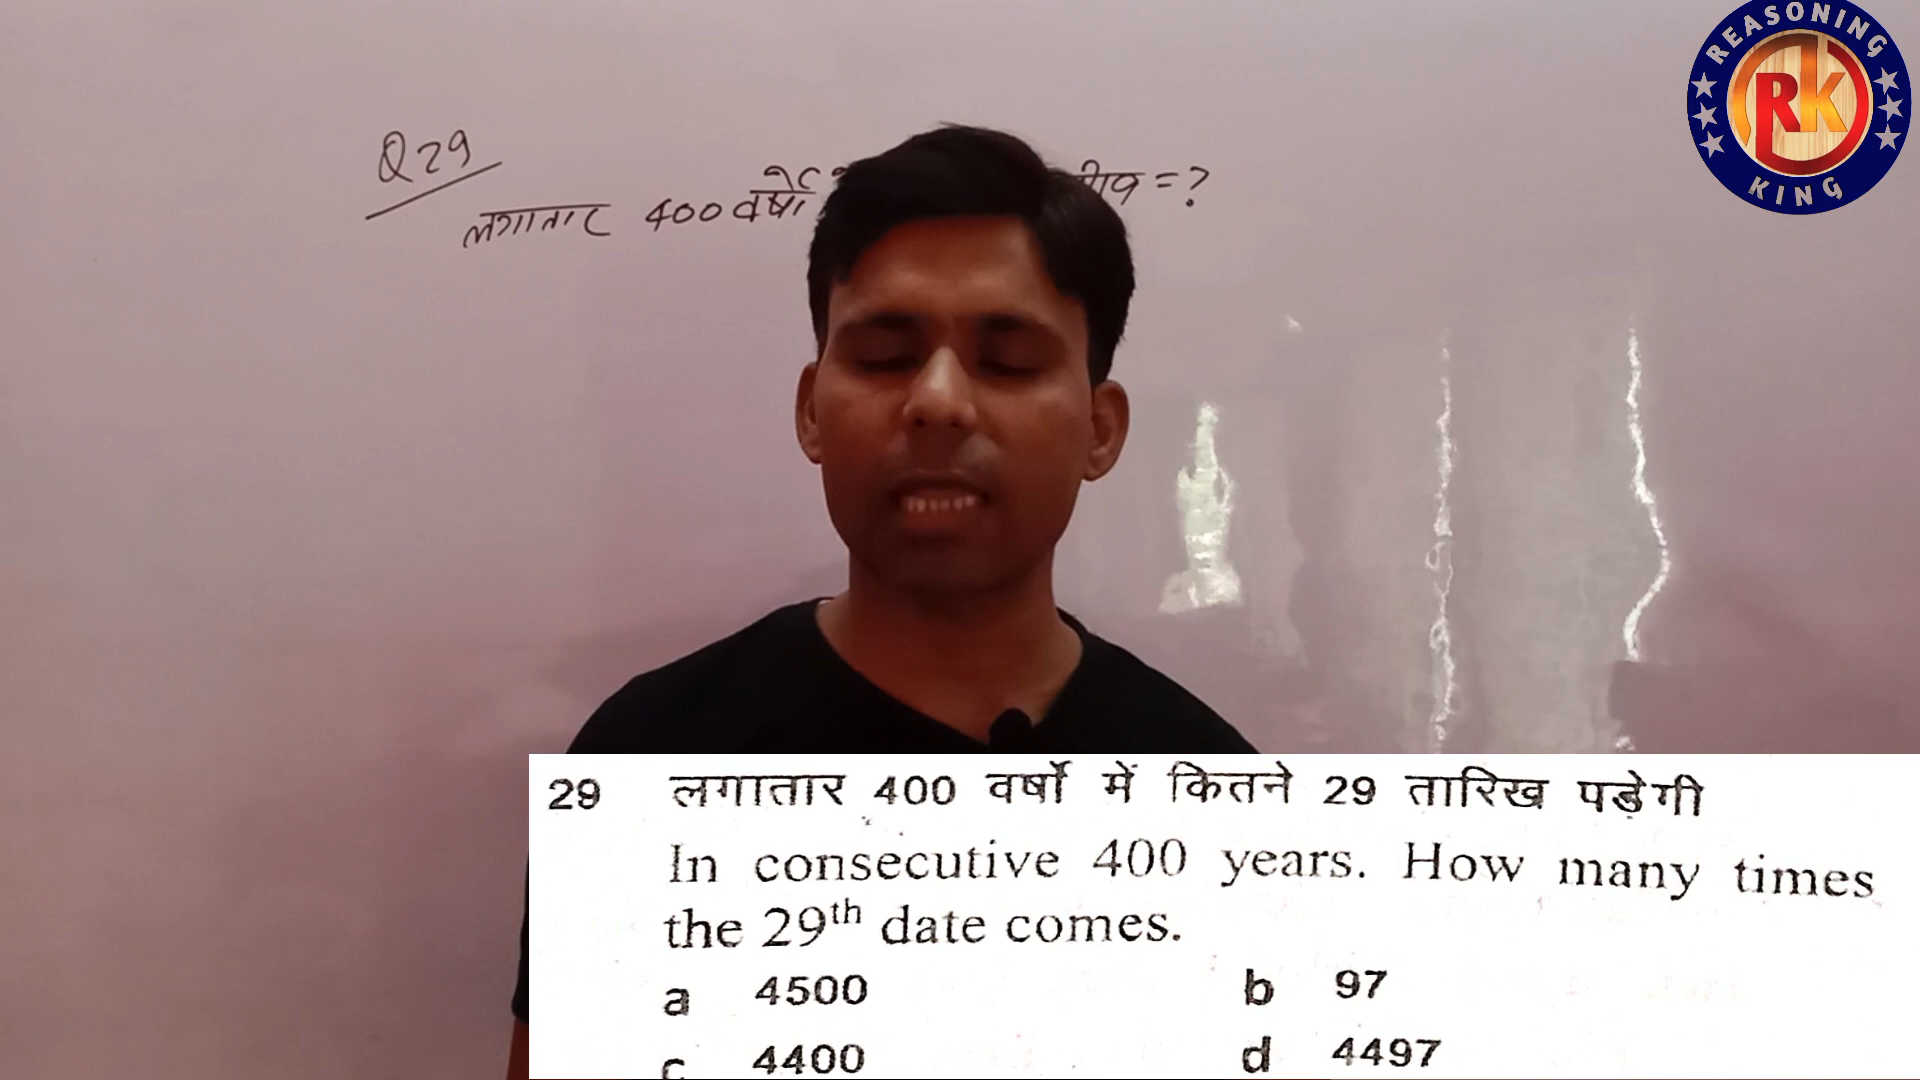 REASONING
RK
KING
Q29
लगातार 400 वर्षो = ?
29 लगातार 400 वर्षों में कितने 29 तारिख पड़ेगी
In consecutive 400 years. How many times
the 29th date comes.
a 4500 b 97
c 4400 d 4497